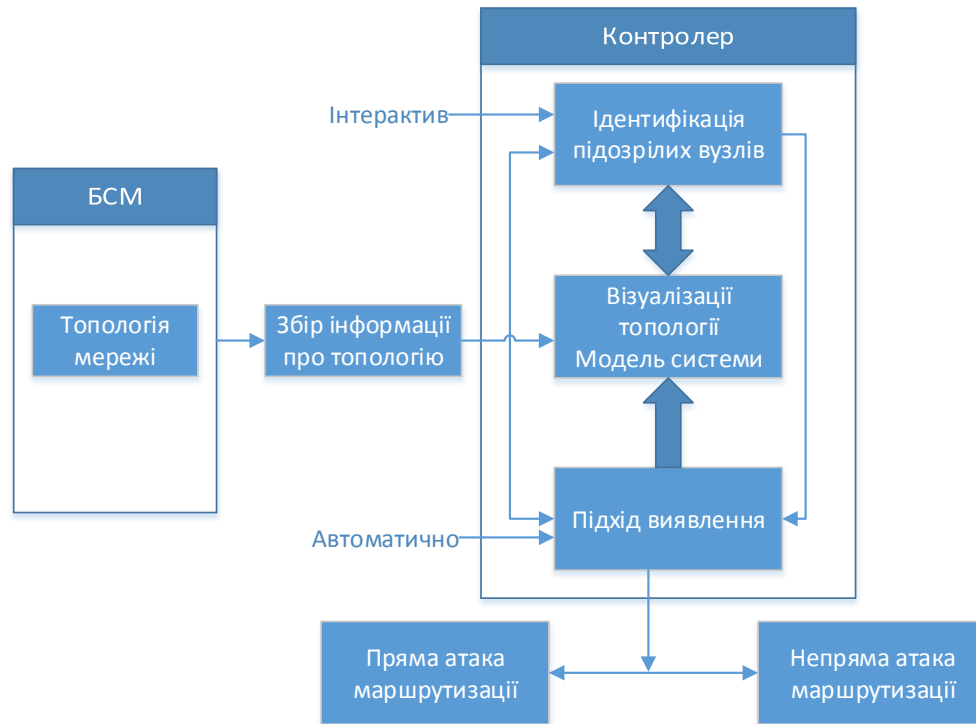 Контролер
Інтерактив
Ідентифікація
підозрілих вузлів
БСМ
Топологія
мережі
Збір інформації
про топологію
Візуалізації
топології
Модель системи
Підхід виявлення
Автоматично
Пряма атака
маршрутизації
Непряма атака
маршрутизації